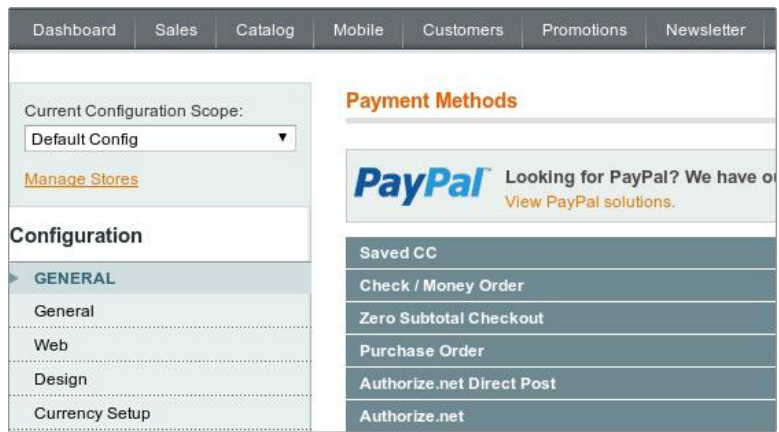 Dashboard Sales Catalog Mobile Customers Promotions Newsletter
Current Configuration Scope:
Default Config
Manage Stores
Configuration
GENERAL
General
Web
Design
Currency Setup
Payment Methods
PayPal™
Looking for PayPal? We have
View PayPal solutions.
Saved CC
Check / Money Order
Zero Subtotal Checkout
Purchase Order
Authorize.net Direct Post
Authorize.net